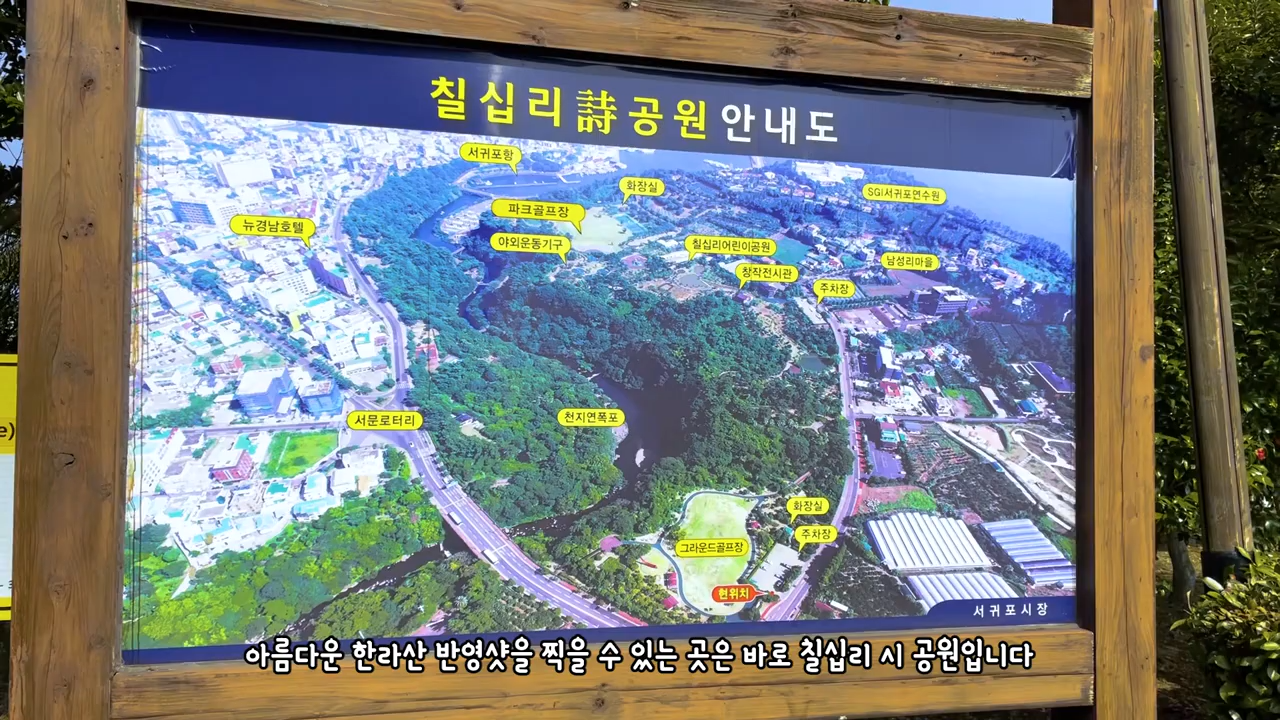 칠십리詩공원 안내도
서귀포항
화장실
SGI서귀포연수원
파크골프장
뉴경남호텔
야외운동기구
칠십리어린이공원
남성리마을
창작전시관
주차장
서문로터리
천지연폭포
화장실
주차장
그라운드골프장
현위치
서귀포시장
e)
아름다운 한라산 반영샷을 찍을 수 있는 곳은 바로 칠십리 시 공원입니다